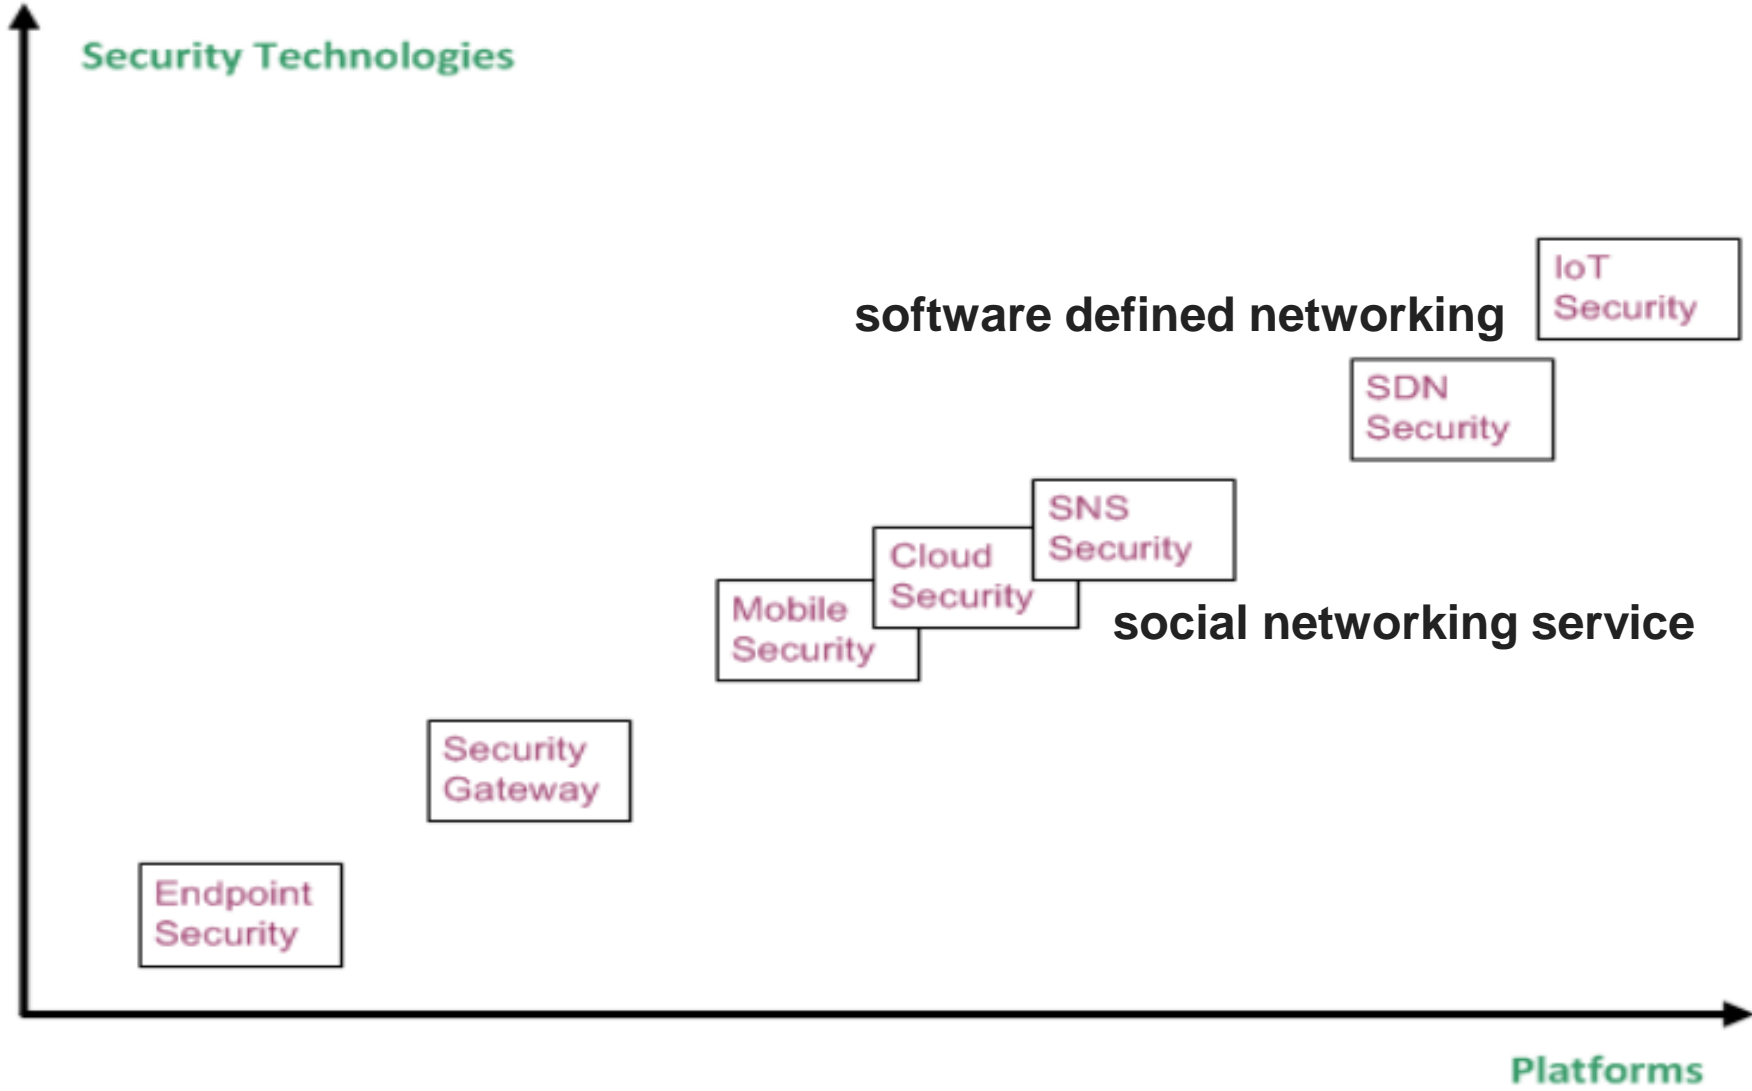 Security Technologies
IoT
Security
software defined networking
SDN
Security
SNS
Security
Cloud
Security
Mobile
Security
social networking service
Security
Gateway
Endpoint
Security
Platforms